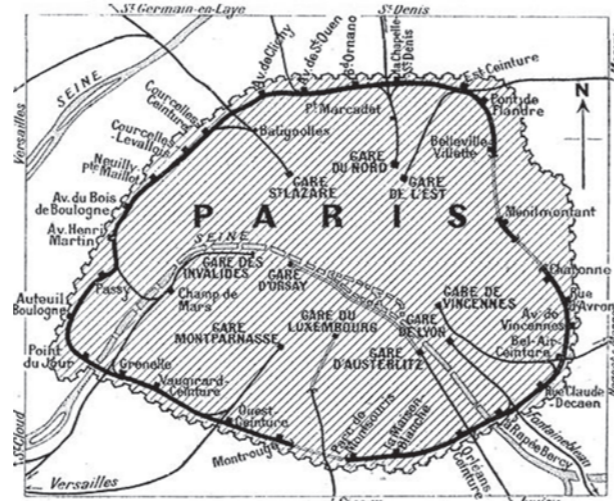 St Germain-en-Laye
St Denis
Av. de Clichy
Av. de St Ouen
Bd Ornano
la Chapelle-
St Denis
Est Ceinture
SEINE
Courcelles
Ceinture
Pt Marcadet
Pont de
Flandre
N
Versailles
Courcelles
-Levallois
Batignolles
Belleville
Villette
Neuilly-
Pte Maillot
GARE
ST LAZARE
GARE
DU NORD
GARE
DE L'EST
Av. du Bois
de Boulogne
PARIS
Menilmontant
Av. Henri
Martin
SEINE
GARE DES
INVALIDES
GARE
D'ORSAY
Charonne
Passy
Champ de
Mars
GARE DE
VINCENNES
Rue
d'Avron
Auteuil
Boulogne
GARE
MONTPARNASSE
GARE DU
LUXEMBOURG
GARE
DE LYON
Av. de
Vincennes
Bel-Air-
Ceinture
Point
du Jour
Grenelle
GARE
D'AUSTERLITZ
Vaugirard-
Ceinture
Rue Claude
-Decaen
St Cloud
Ouest-
Ceinture
Parc de
Montsouris
la Maison
Blanche
la Rapée Bercy
Fontainebleau
Montrouge
Orléans
Ceinture
Versailles